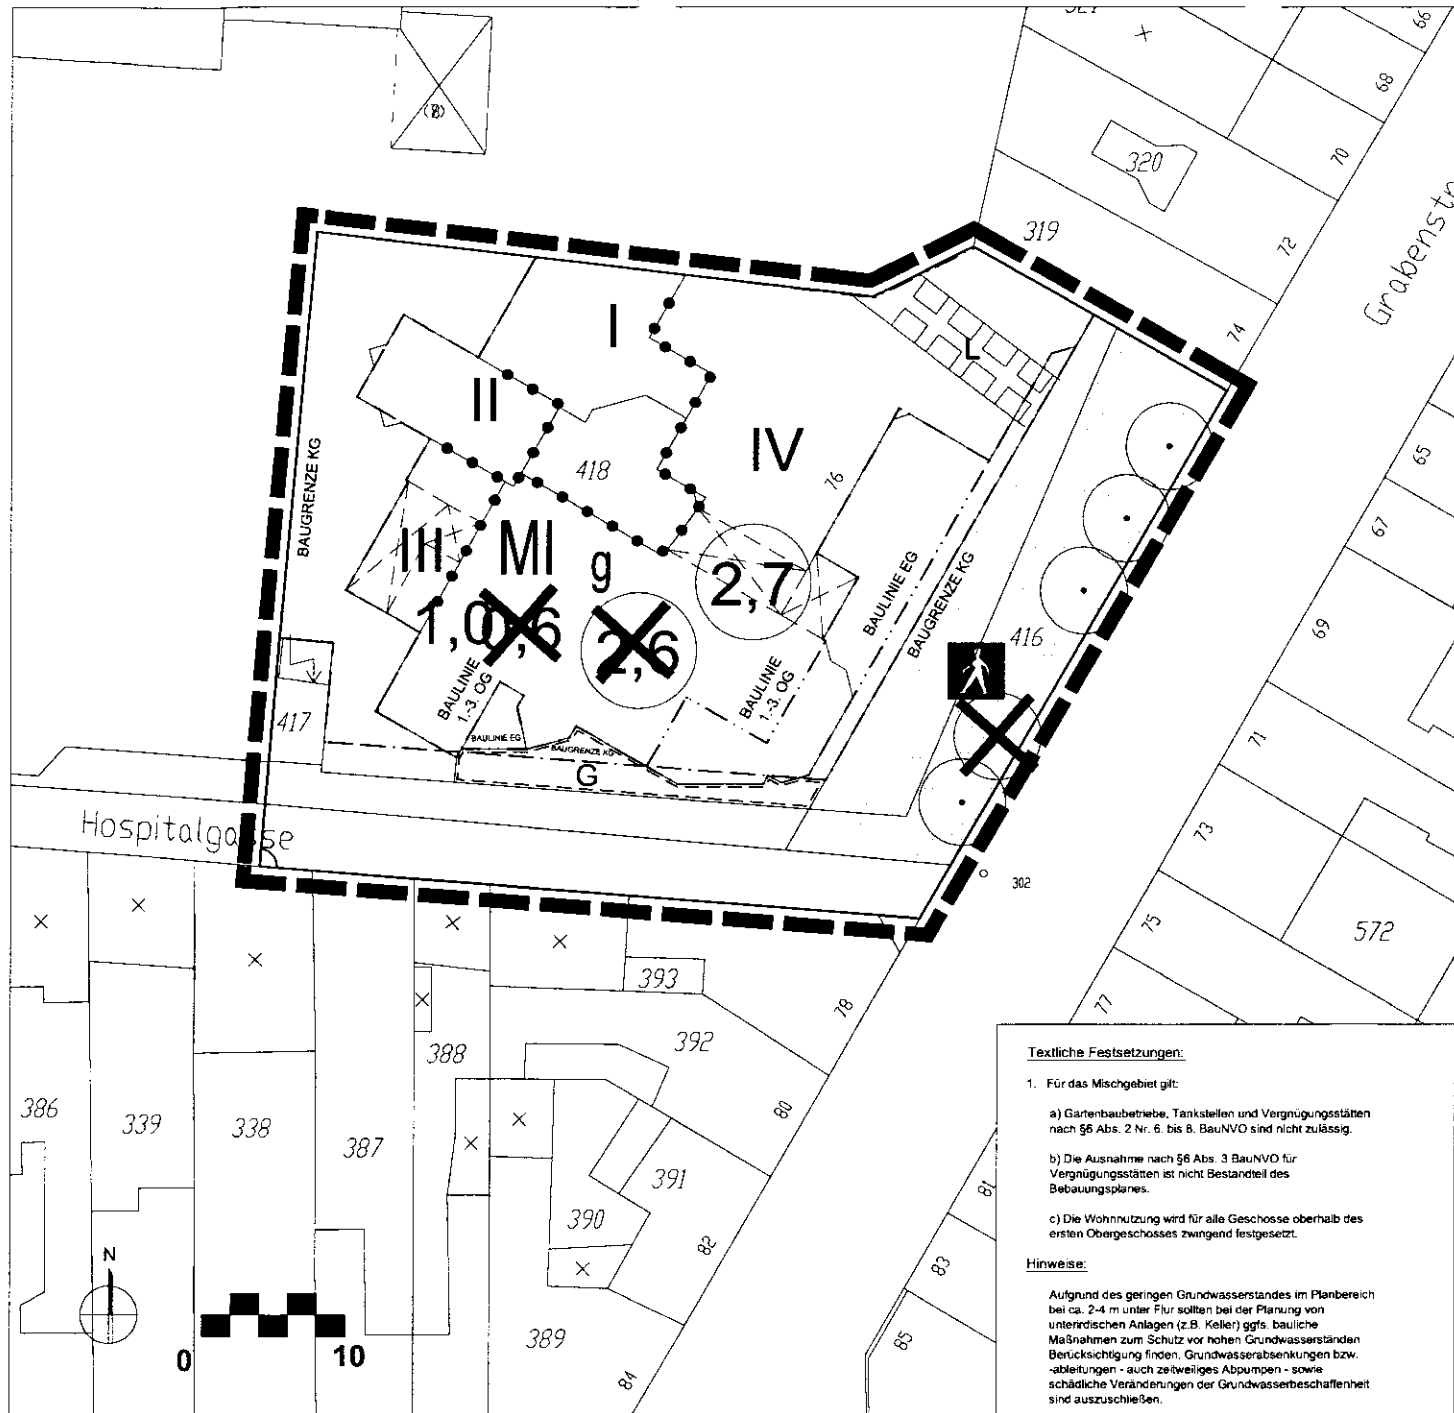 66
68
70
320
72
319
Grabenstr
74
L
I
II
IV
418
76
65
67
BAUGRENZE KG
III
MI
g
2,7
BAULINIE EG
BAUGRENZE KG
69
1,0
0,6
2,6
416
BAULINIE
1.-3. OG
BAULINIE
1.-3. OG
417
BAULINIE EG
BAUGRENZE KG
G
71
73
Hospitalgasse
302
75
572
77
393
78
392
388
386
339
338
387
80
391
390
82
81
83
85
389
84
N
0
10
Textliche Festsetzungen:
1. Für das Mischgebiet gilt:
a) Gartenbaubetriebe, Tankstellen und Vergnügungsstätten
nach §6 Abs. 2 Nr. 6. bis 8. BauNVO sind nicht zulässig.
b) Die Ausnahme nach §6 Abs. 3 BauNVO für
Vergnügungsstätten ist nicht Bestandteil des
Bebauungsplanes.
c) Die Wohnnutzung wird für alle Geschosse oberhalb des
ersten Obergeschosses zwingend festgesetzt.
Hinweise:
Aufgrund des geringen Grundwasserstandes im Planbereich
bei ca. 2-4 m unter Flur sollten bei der Planung von
unterirdischen Anlagen (z.B. Keller) ggfs. bauliche
Maßnahmen zum Schutz vor hohen Grundwasserständen
Berücksichtigung finden. Grundwasserabsenkungen bzw.
-ableitungen - auch zeitweiliges Abpumpen - sowie
schädliche Veränderungen der Grundwasserbeschaffenheit
sind auszuschließen.